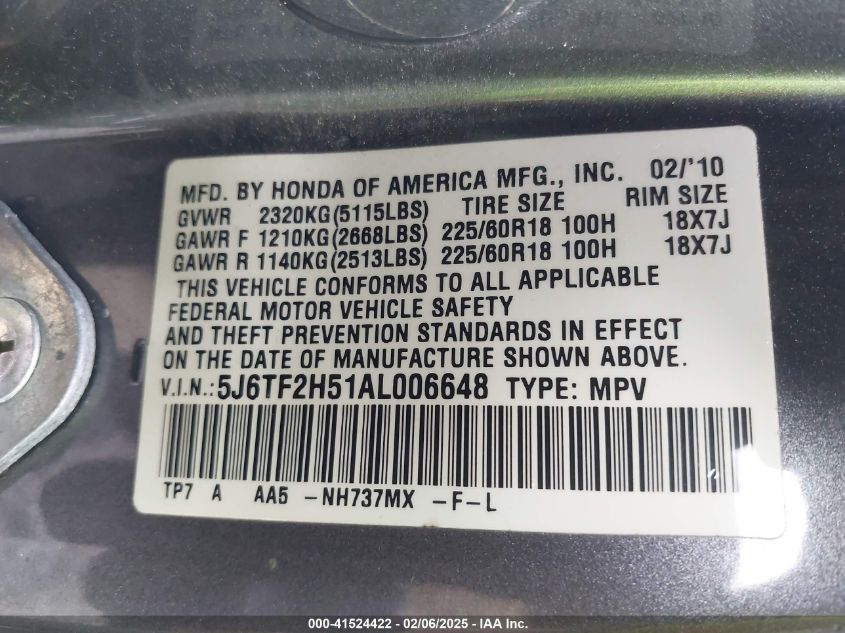 MFD. BY HONDA OF AMERICA MFG., INC. 02/'10
GVWR 2320KG(5115LBS) TIRE SIZE RIM SIZE
GAWR F 1210KG(2668LBS) 225/60R18 100H 18X7J
GAWR R 1140KG(2513LBS) 225/60R18 100H 18X7J
THIS VEHICLE CONFORMS TO ALL APPLICABLE
FEDERAL MOTOR VEHICLE SAFETY
AND THEFT PREVENTION STANDARDS IN EFFECT
ON THE DATE OF MANUFACTURE SHOWN ABOVE.
V.I.N.: 5J6TF2H51AL006648 TYPE: MPV
TP7 A AA5 -NH737MX -F-L
000-41524422 - 02/06/2025 - IAA Inc.